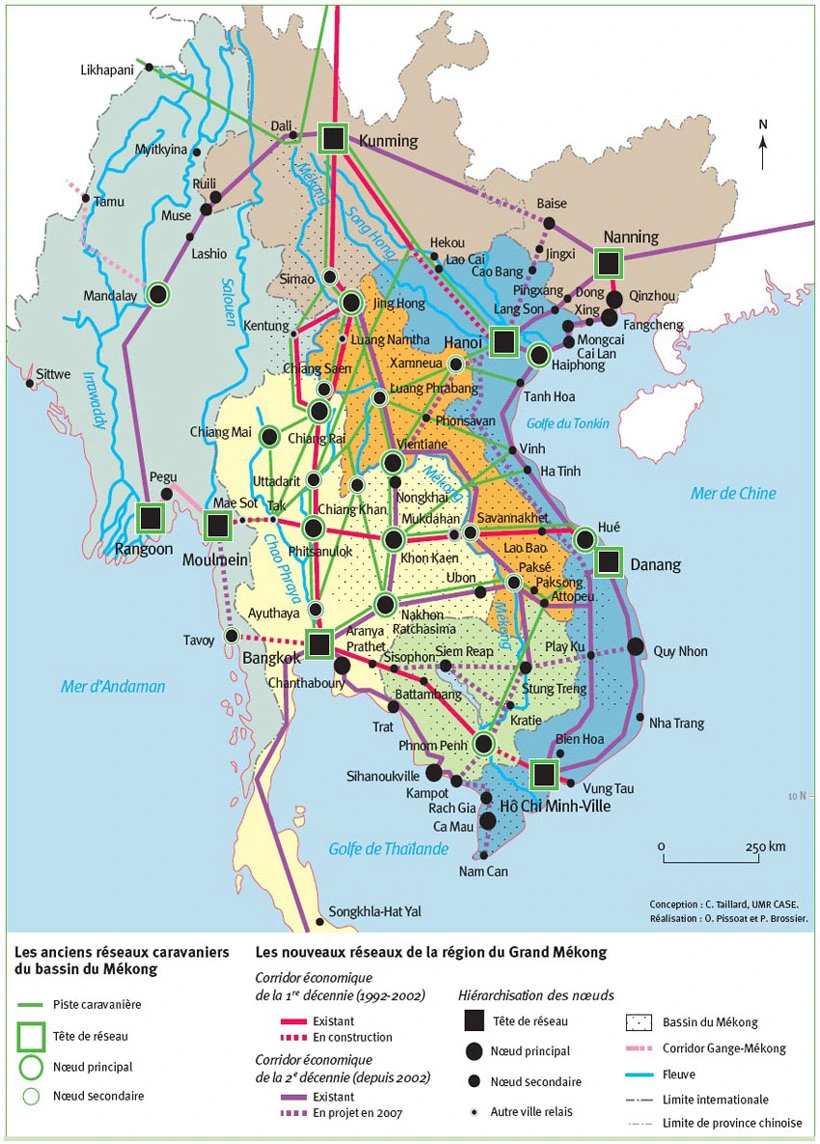 Likhapani
Dali
Kunming
N
Myitkyina
Mékong
Song Hong
Ruili
Tamu
Muse
Baise
Lashio
Hekou
Lao Cai
Jingxi
Nanning
Cao Bang
Salouen
Simao
Pingxang
Dong
Qinzhou
Mandalay
Jing Hong
Lang Son
Xing
Fangcheng
Kentung
Luang Namtha
Hanoi
Mongcai
Cai Lan
Xamneua
Haiphong
Sittwe
Irrawaddy
Chiang Saen
Luang Phrabang
Tanh Hoa
Phonsavan
Golfe du Tonkin
Chiang Mai
Chiang Rai
Vientiane
Vinh
Ha Tinh
Mékong
Pegu
Uttadarit
Nongkhai
Mer de Chine
Mae Sot
Tak
Chiang Khan
Mukdahan
Savannakhet
Hué
Rangoon
Moulmein
Phitsanulok
Khon Kaen
Lao Bao
Danang
Chao Phraya
Ubon
Paksé
Paksong
Attopeu
Ayuthaya
Nakhon
Ratchasima
Mékong
Tavoy
Aranya
Prathet
Siem Reap
Play Ku
Quy Nhon
Bangkok
Sisophon
Mer d'Andaman
Chanthaboury
Battambang
Stung Treng
Trat
Kratie
Nha Trang
Phnom Penh
Bien Hoa
Sihanoukville
Vung Tau
Kampot
10 N
Rach Gia
Hô Chi Minh-Ville
Ca Mau
Golfe de Thaïlande
0 250 km
Nam Can
Songkhla-Hat Yal
Conception : C. Taillard, UMR CASE.
Réalisation : O. Pissoat et P. Brossier.
Les anciens réseaux caravaniers
du bassin du Mékong
Piste caravanière
Tête de réseau
Nœud principal
Nœud secondaire
Les nouveaux réseaux de la région du Grand Mékong
Corridor économique
de la 1re décennie (1992-2002)
Existant
En construction
Corridor économique
de la 2e décennie (depuis 2002)
Existant
En projet en 2007
Hiérarchisation des nœuds
Tête de réseau
Nœud principal
Nœud secondaire
Autre ville relais
Bassin du Mékong
Corridor Gange-Mékong
Fleuve
Limite internationale
Limite de province chinoise